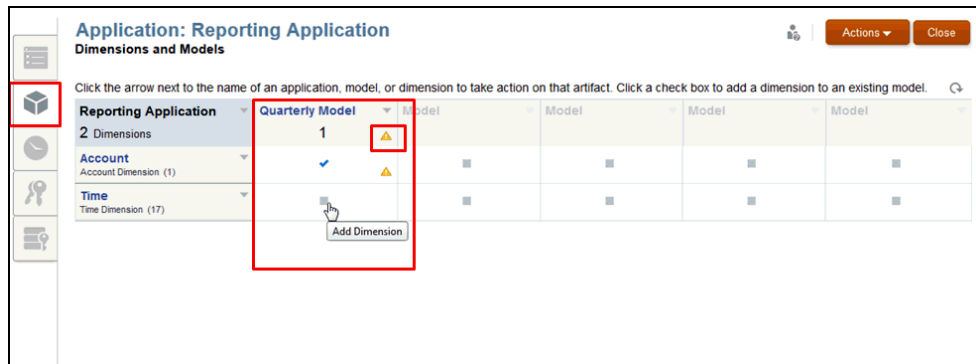 Application: Reporting Application
Dimensions and Models
Actions
Close
Click the arrow next to the name of an application, model, or dimension to take action on that artifact. Click a check box to add a dimension to an existing model.
Reporting Application
Quarterly Model
Model
Model
Model
Model
2 Dimensions
1
Account
Account Dimension (1)
Time
Time Dimension (17)
Add Dimension